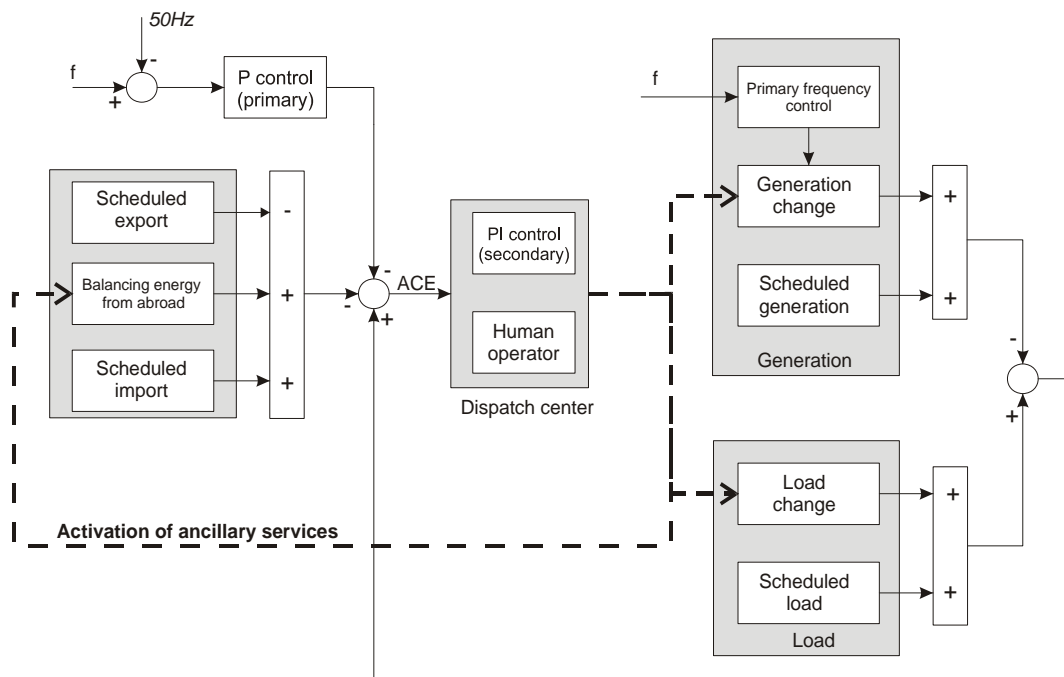 50Hz
-
f
+
P control
(primary)
Scheduled
export
-
Balancing energy
from abroad
+
Scheduled
import
+
-
-
+
ACE
PI control
(secondary)
Human
operator
Dispatch center
f
Primary frequency
control
Generation
change
+
Scheduled
generation
+
Generation
-
+
Load
change
+
Scheduled
load
+
Load
Activation of ancillary services